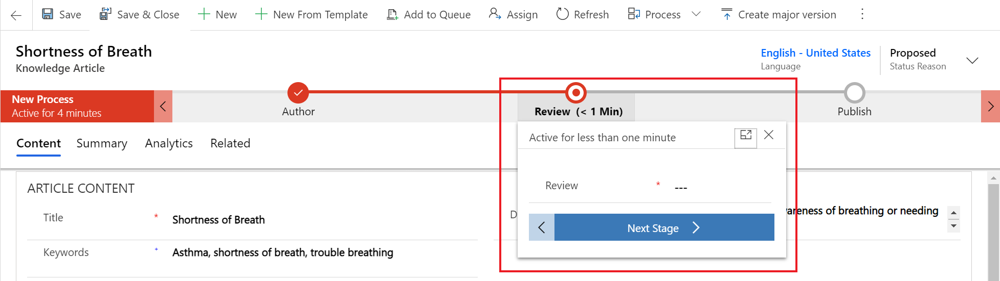 Save
Save & Close
New
New From Template
Add to Queue
Assign
Refresh
Process
Create major version
Shortness of Breath
Knowledge Article
English - United States
Language
Proposed
Status Reason
New Process
Active for 4 minutes
Author
Review (< 1 Min)
Publish
Content
Summary
Analytics
Related
Active for less than one minute
Review * ---
Next Stage
ARTICLE CONTENT
Title * Shortness of Breath
D
of breathing or needing
Keywords + Asthma, shortness of breath, trouble breathing